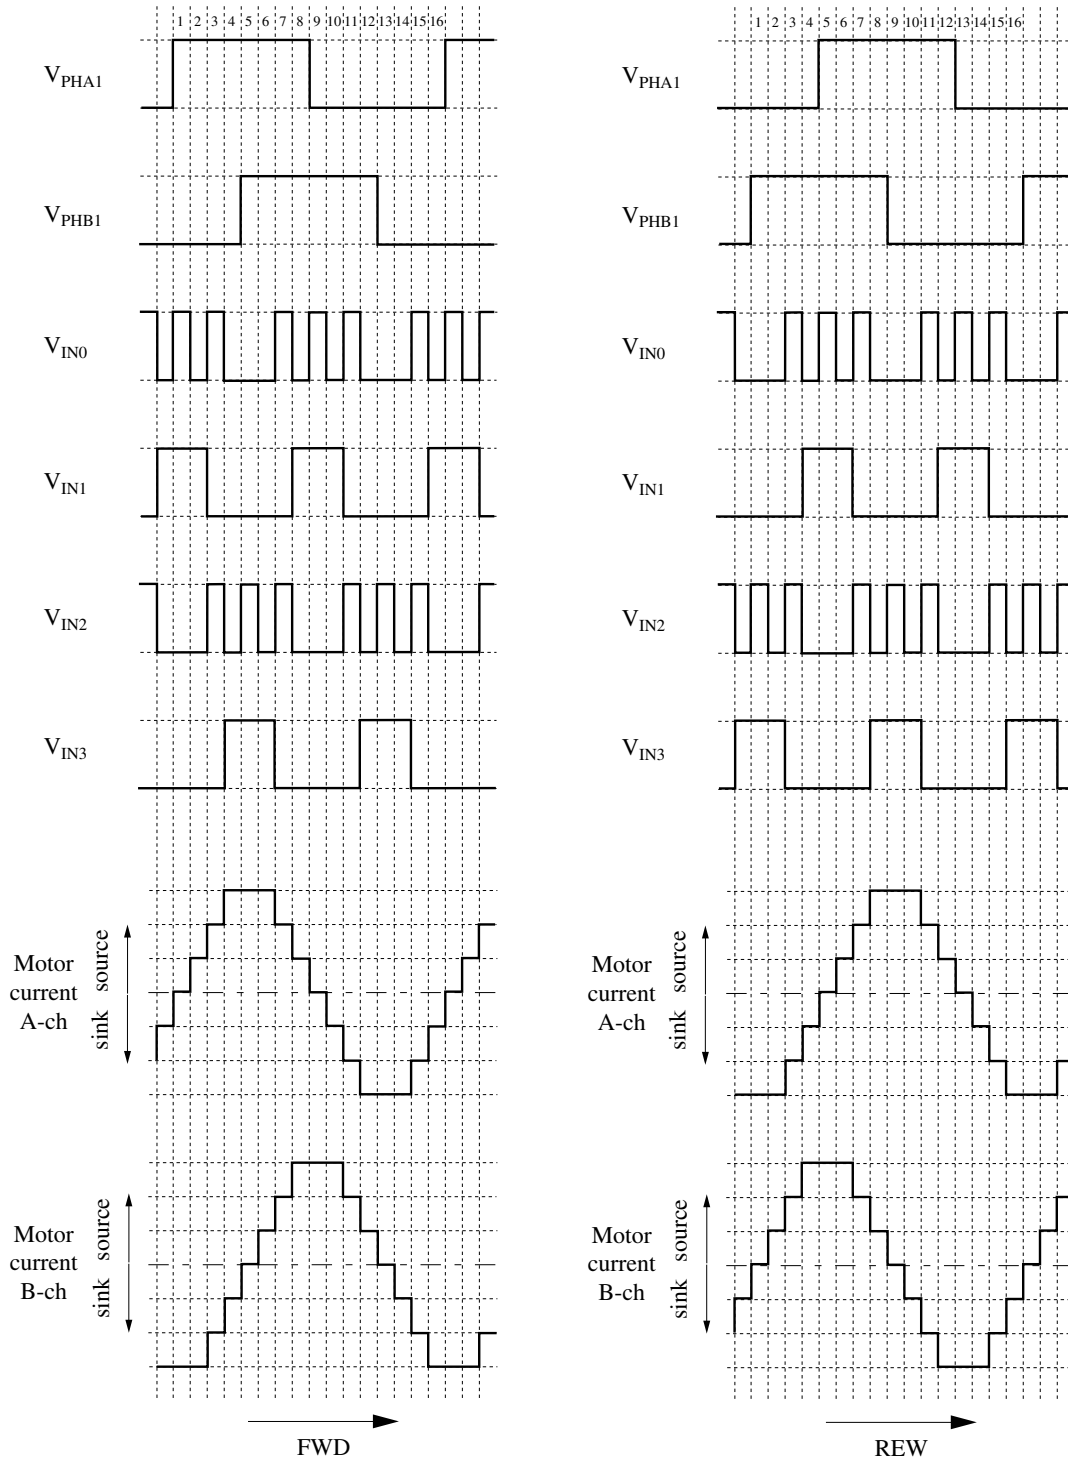 1 2 3 4 5 6 7 8 9 10 11 12 13 14 15 16
VPHA1
VPHB1
VIN0
VIN1
VIN2
VIN3
Motor
current
A-ch
sink source
Motor
current
B-ch
sink source
FWD
1 2 3 4 5 6 7 8 9 10 11 12 13 14 15 16
VPHA1
VPHB1
VIN0
VIN1
VIN2
VIN3
Motor
current
A-ch
sink source
Motor
current
B-ch
sink source
REW